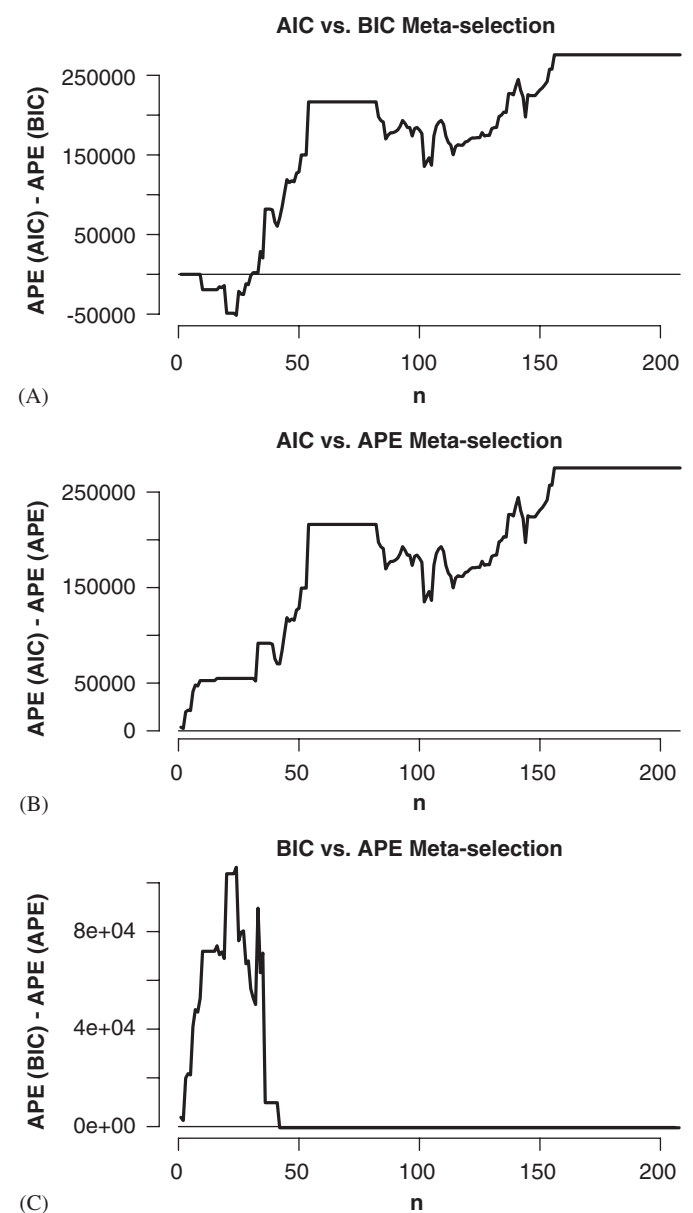 AIC vs. BIC Meta-selection
APE (AIC) - APE (BIC)
250000
150000
50000
-50000
0 50 100 150 200
n
(A)
AIC vs. APE Meta-selection
APE (AIC) - APE (APE)
250000
150000
50000
0
0 50 100 150 200
n
(B)
BIC vs. APE Meta-selection
APE (BIC) - APE (APE)
8e+04
4e+04
0e+00
0 50 100 150 200
n
(C)